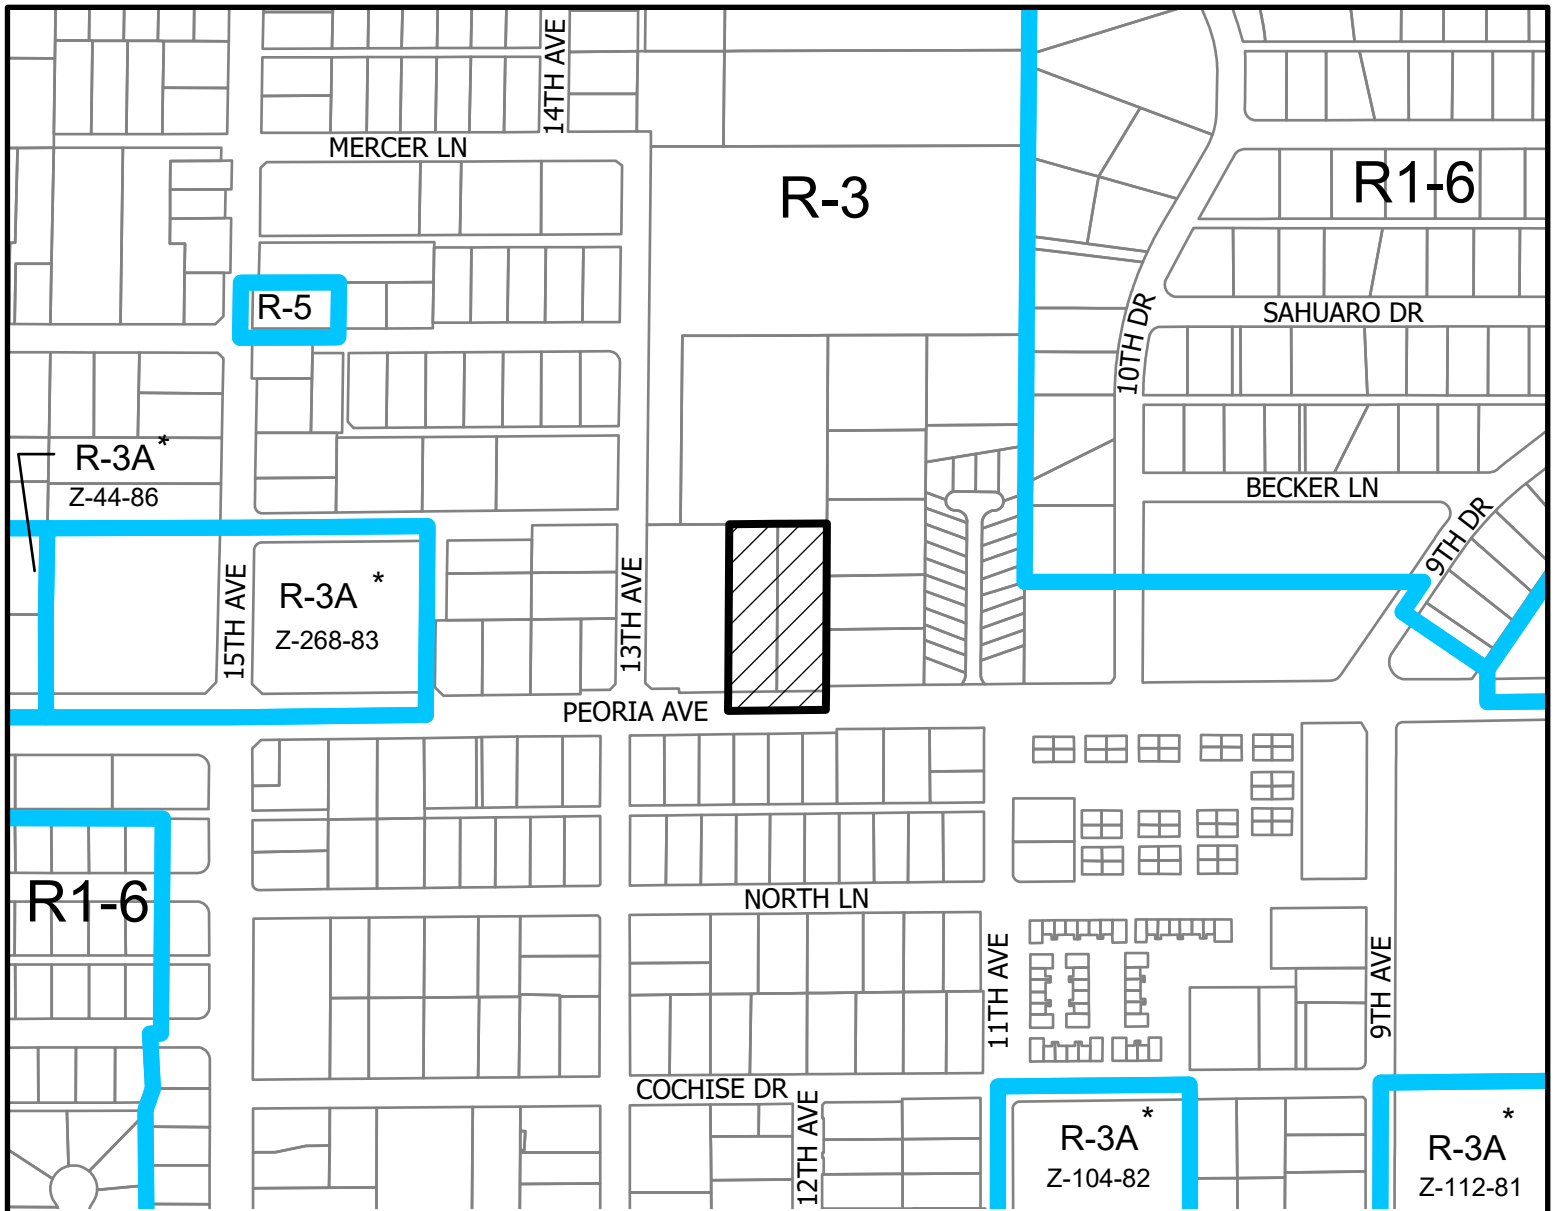 14TH AVE
MERCER LN
R-3
R1-6
R-5
SAHUARO DR
10TH DR
R-3A*
Z-44-86
BECKER LN
9TH DR
15TH AVE
R-3A *
Z-268-83
13TH AVE
PEORIA AVE
R1-6
NORTH LN
11TH AVE
9TH AVE
COCHISE DR
12TH AVE
R-3A*
Z-104-82
R-3A*
Z-112-81